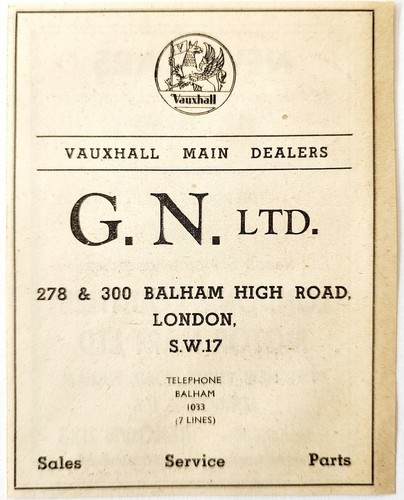 Vauxhall
VAUXHALL MAIN DEALERS
G. N. LTD.
278 & 300 BALHAM HIGH ROAD,
LONDON,
S.W.17
TELEPHONE
BALHAM
1033
(7 LINES)
Sales Service Parts